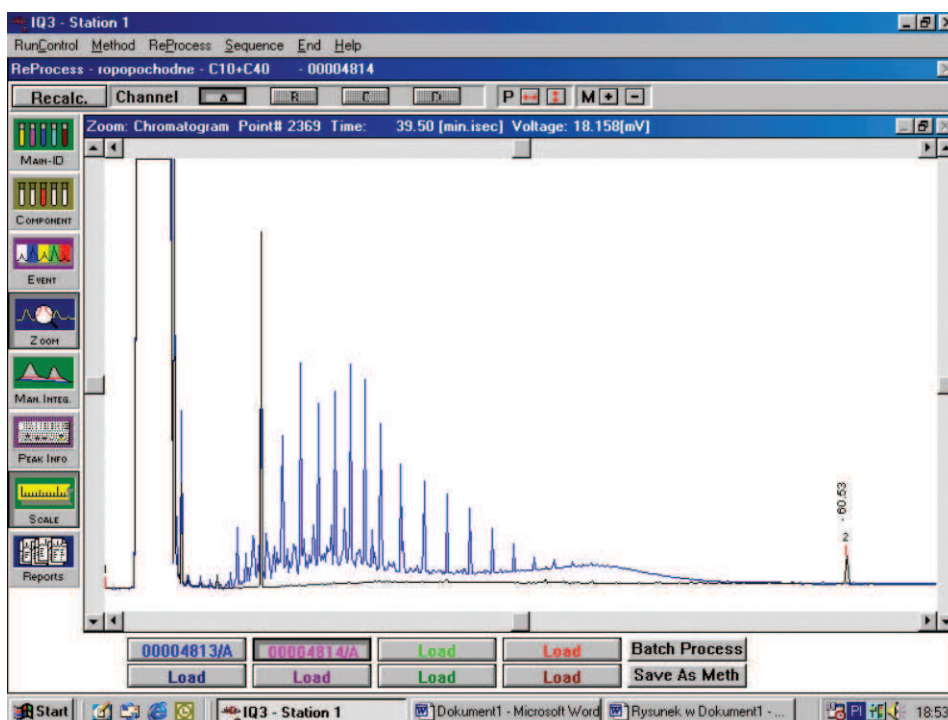 IQ3 - Station 1
RunControl Method ReProcess Sequence End Help
ReProcess - ropopochodne - C10+C40 - 00004814
Recalc. Channel A B C D P M + -
Zoom: Chromatogram Point# 2369 Time: 39.50 [min.isec] Voltage: 18.158[mV]
MAIN-ID
COMPONENT
EVENT
ZOOM
MAN. INTEG.
PEAK INFO
SCALE
Reports
- 60.53
2
00004813/A 00004814/A Load Load Batch Process
Load Load Load Load Save As Meth
Start IQ3 - Station 1 Dokument1 - Microsoft Word Rysunek w Dokument1 - ... Pl 18:52